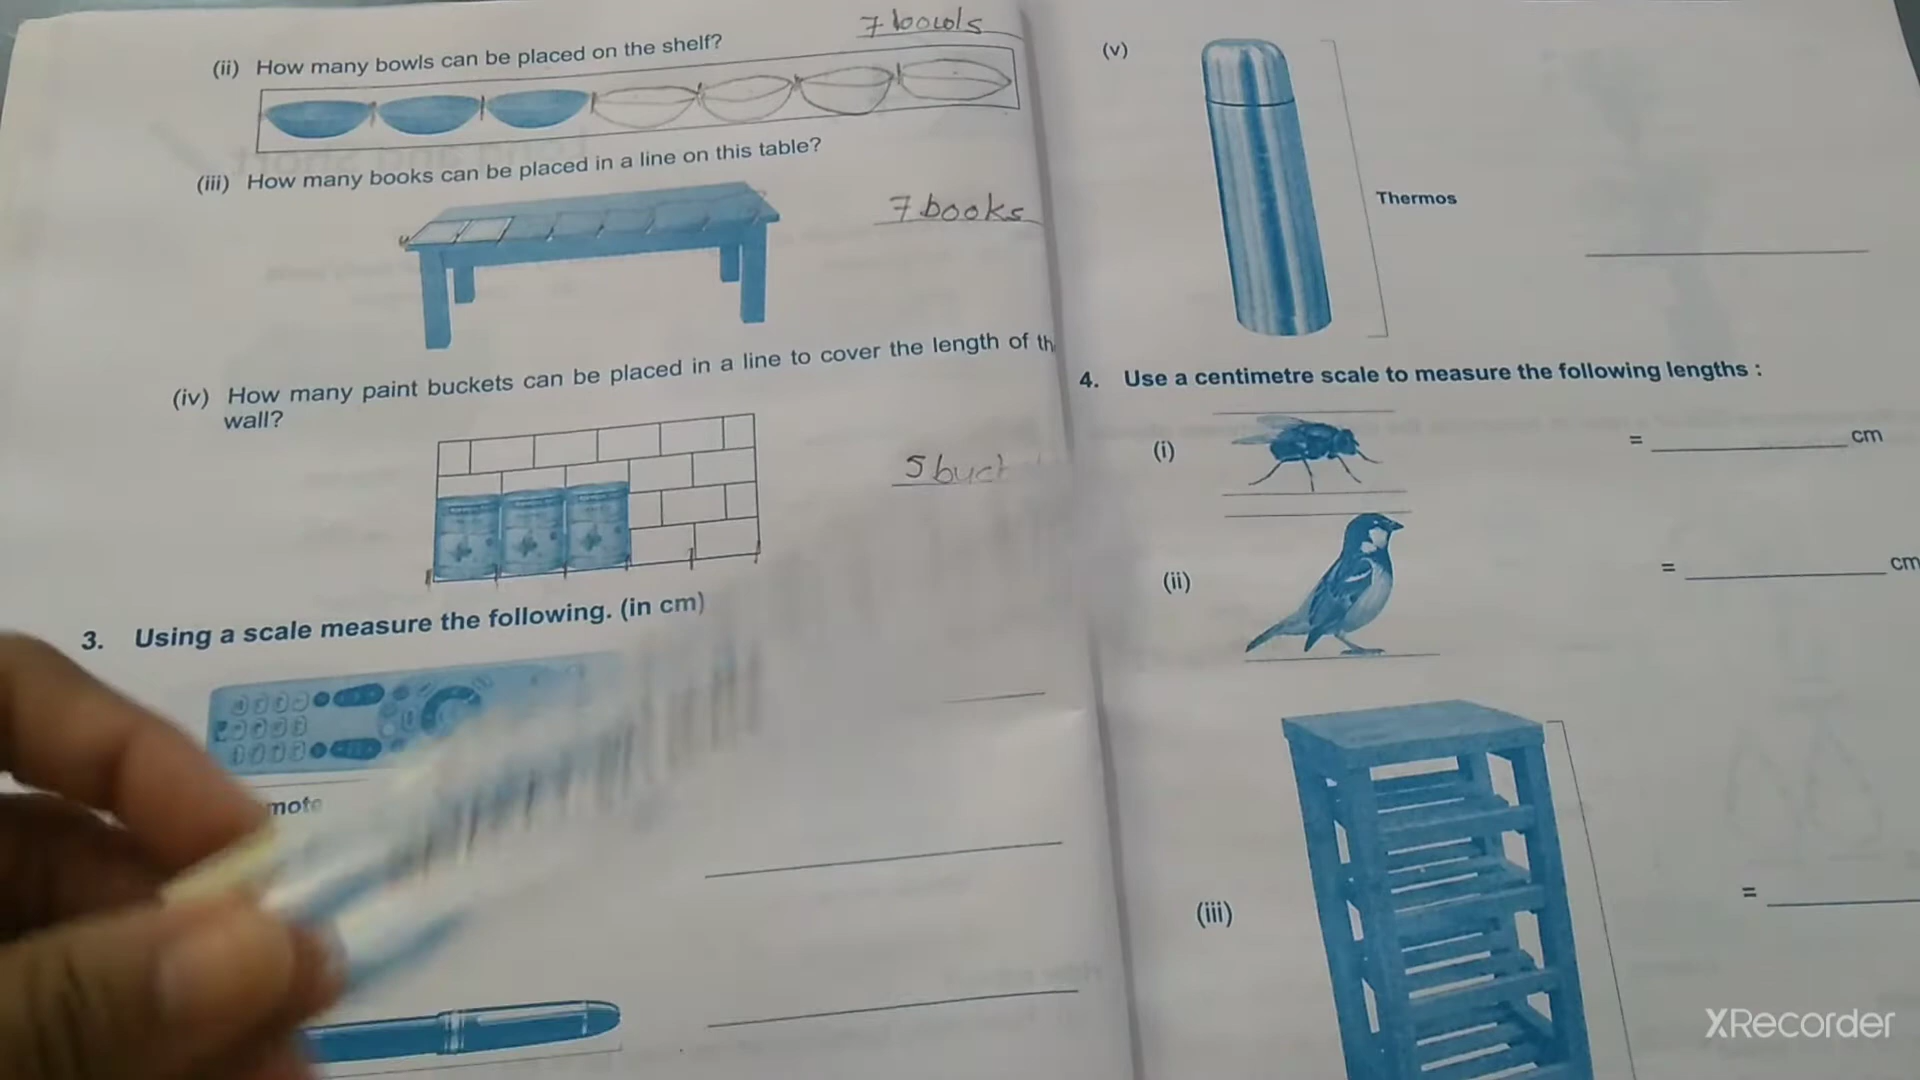 7 bowls
(ii) How many bowls can be placed on the shelf?
(iii) How many books can be placed in a line on this table?
7 books
(iv) How many paint buckets can be placed in a line to cover the length of th
wall?
5 buck
3. Using a scale measure the following. (in cm)
mote
(v)
Thermos
4. Use a centimetre scale to measure the following lengths :
(i) = cm
(ii) = cm
(iii) =
XRecorder